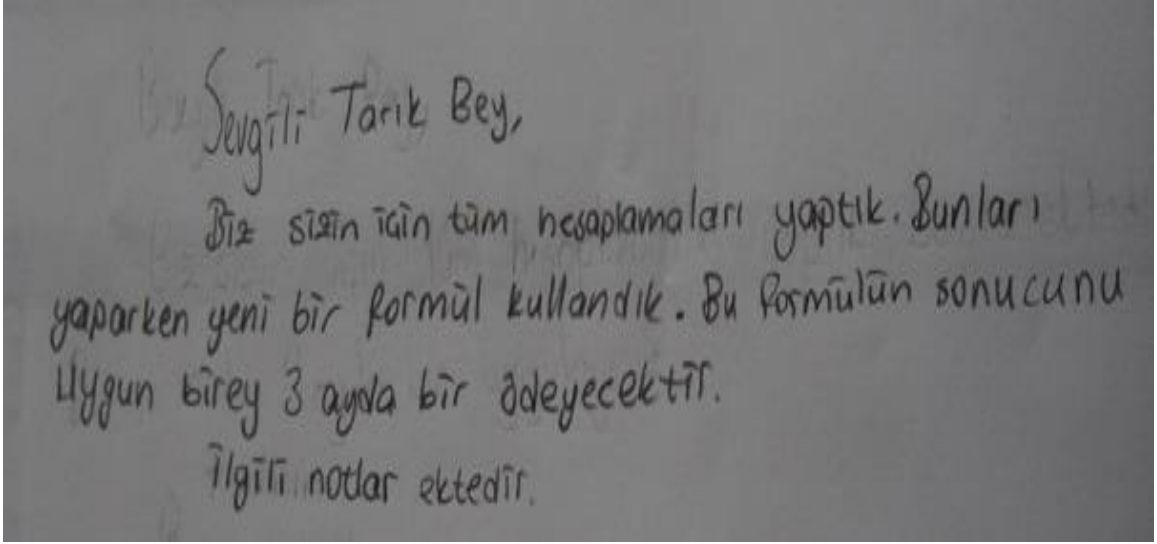 Sevgili Tarık Bey,
Biz sizin için tüm hesaplamaları yaptık. Bunları
yaparken yeni bir formül kullandık. Bu formülün sonucunu
Uygun birey 3 ayda bir ödeyecektir.
İlgili notlar ektedir.